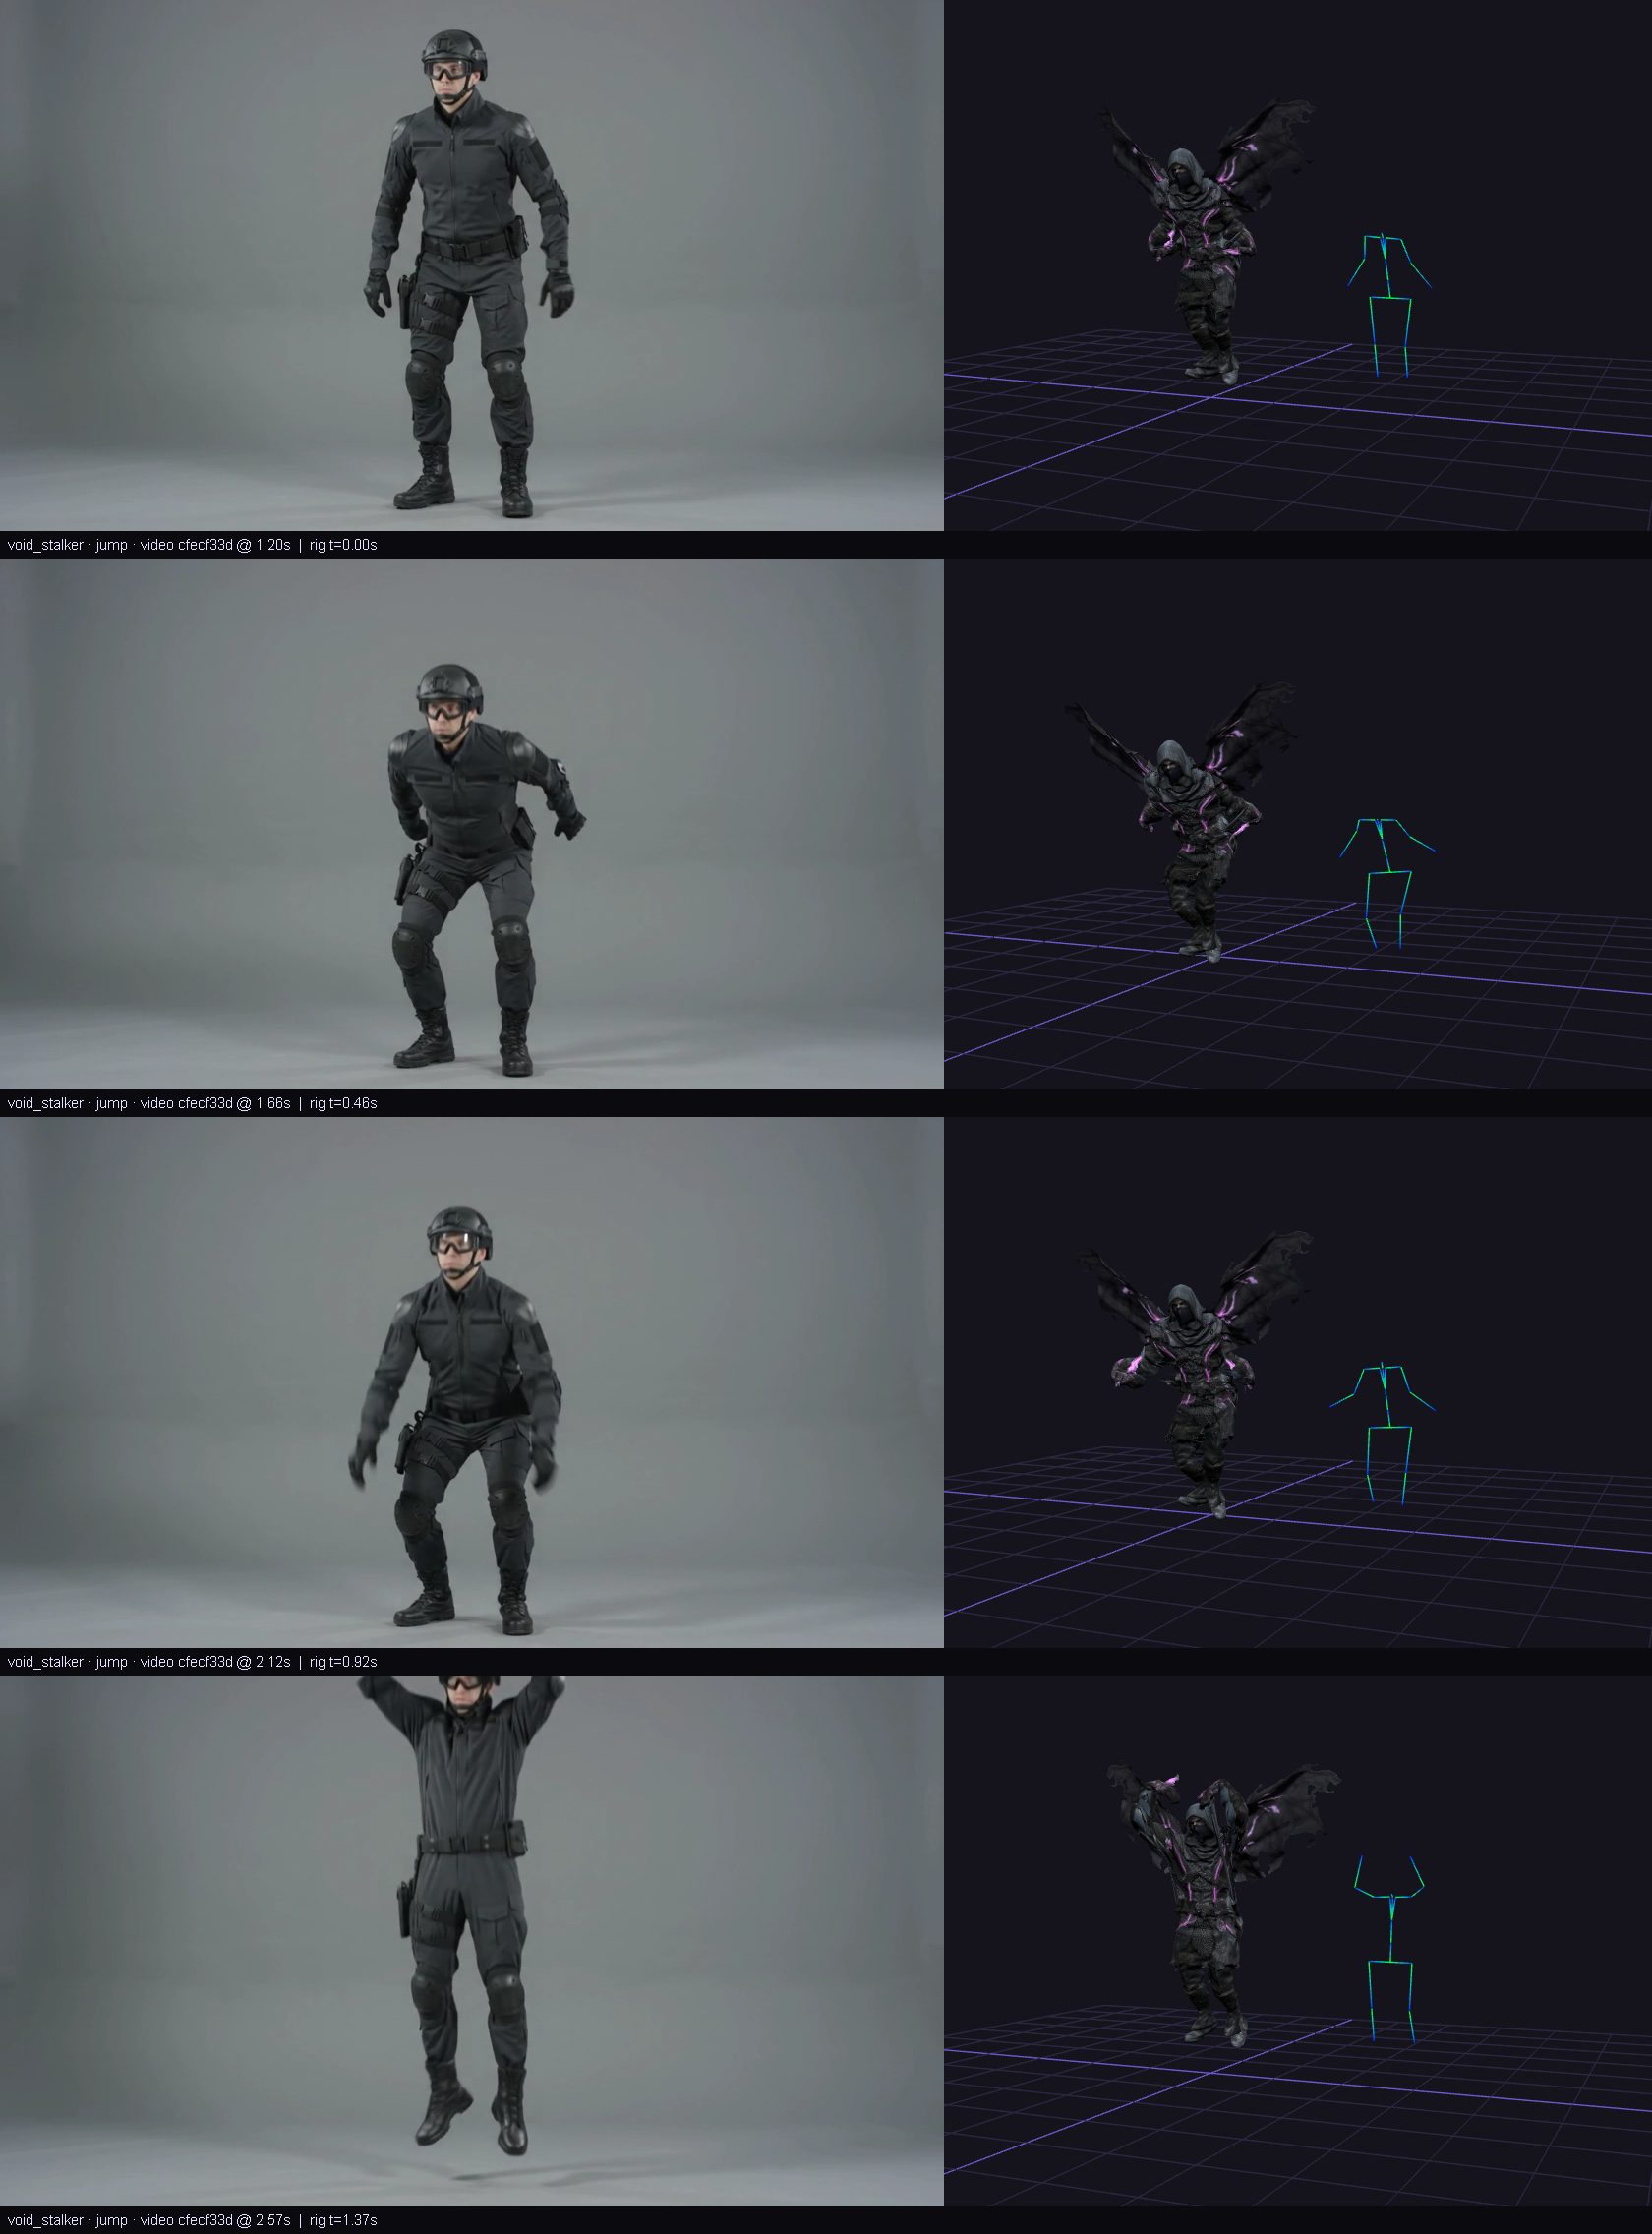 void_stalker · jump · video cfecf33d @ 1.20s | rig t=0.00s
void_stalker · jump · video cfecf33d @ 1.66s | rig t=0.46s
void_stalker · jump · video cfecf33d @ 2.12s | rig t=0.92s
void_stalker · jump · video cfecf33d @ 2.57s | rig t=1.37s